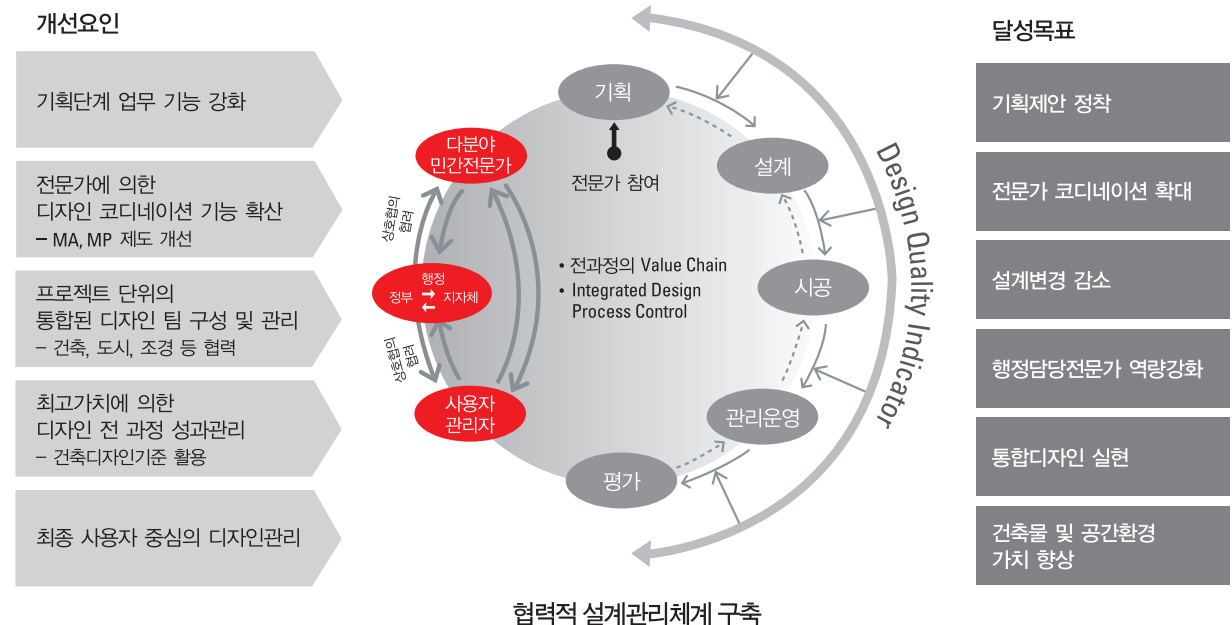 개선요인
기획단계 업무 기능 강화
전문가에 의한
디자인 코디네이션 기능 확산
– MA, MP 제도 개선
프로젝트 단위의
통합된 디자인 팀 구성 및 관리
– 건축, 도시, 조경 등 협력
최고가치에 의한
디자인 전 과정 성과관리
– 건축디자인기준 활용
최종 사용자 중심의 디자인관리
기획
다분야
민간전문가
전문가 참여
설계
상호협의
협러
행정
정부
지자체
• 전과정의 Value Chain
• Integrated Design
Process Control
시공
상호협의
협러
사용자
관리자
관리운영
평가
Design Quality Indicator
달성목표
기획제안 정착
전문가 코디네이션 확대
설계변경 감소
행정담당전문가 역량강화
통합디자인 실현
건축물 및 공간환경
가치 향상
협력적 설계관리체계 구축